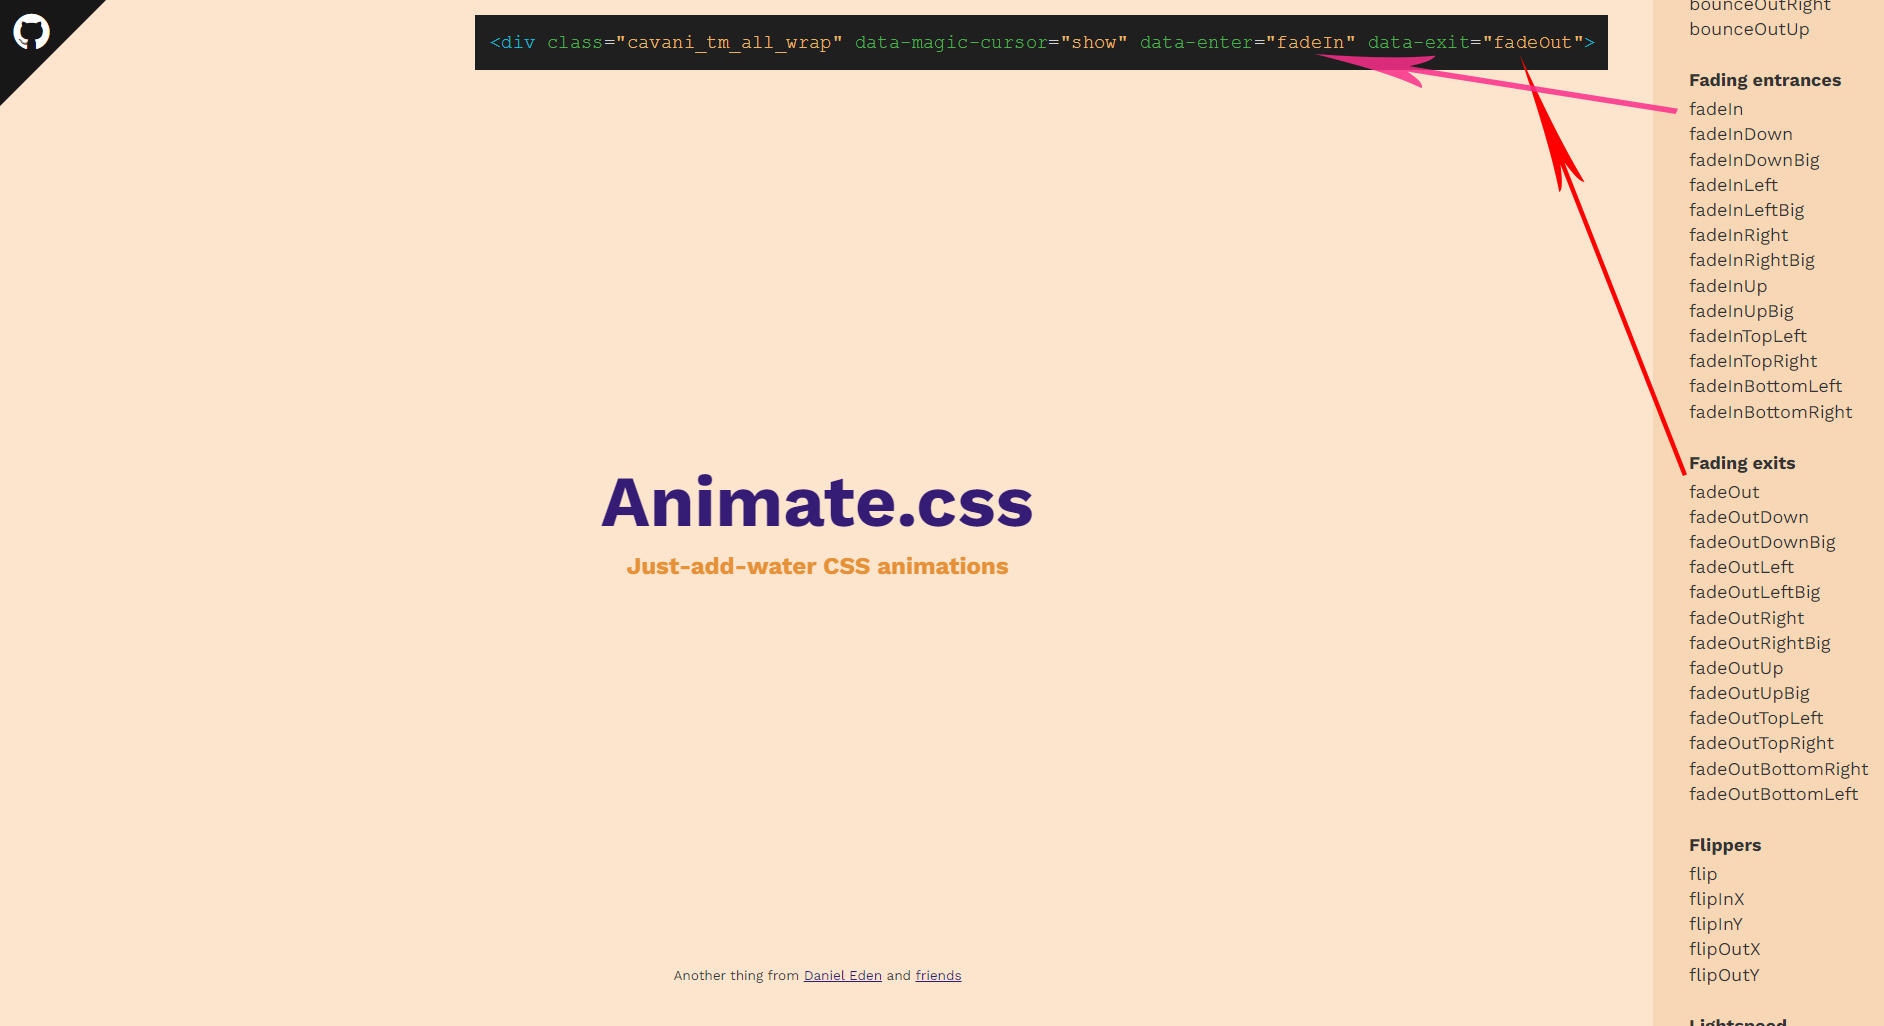 <div class="cavani_tm_all_wrap" data-magic-cursor="show" data-enter="fadeIn" data-exit="fadeOut">
Animate.css
Just-add-water CSS animations
Another thing from Daniel Eden and friends
bounceOutRight
bounceOutUp
Fading entrances
fadeIn
fadeInDown
fadeInDownBig
fadeInLeft
fadeInLeftBig
fadeInRight
fadeInRightBig
fadeInUp
fadeInUpBig
fadeInTopLeft
fadeInTopRight
fadeInBottomLeft
fadeInBottomRight
Fading exits
fadeOut
fadeOutDown
fadeOutDownBig
fadeOutLeft
fadeOutLeftBig
fadeOutRight
fadeOutRightBig
fadeOutUp
fadeOutUpBig
fadeOutTopLeft
fadeOutTopRight
fadeOutBottomRight
fadeOutBottomLeft
Flippers
flip
flipInX
flipInY
flipOutX
flipOutY
Lightspeed